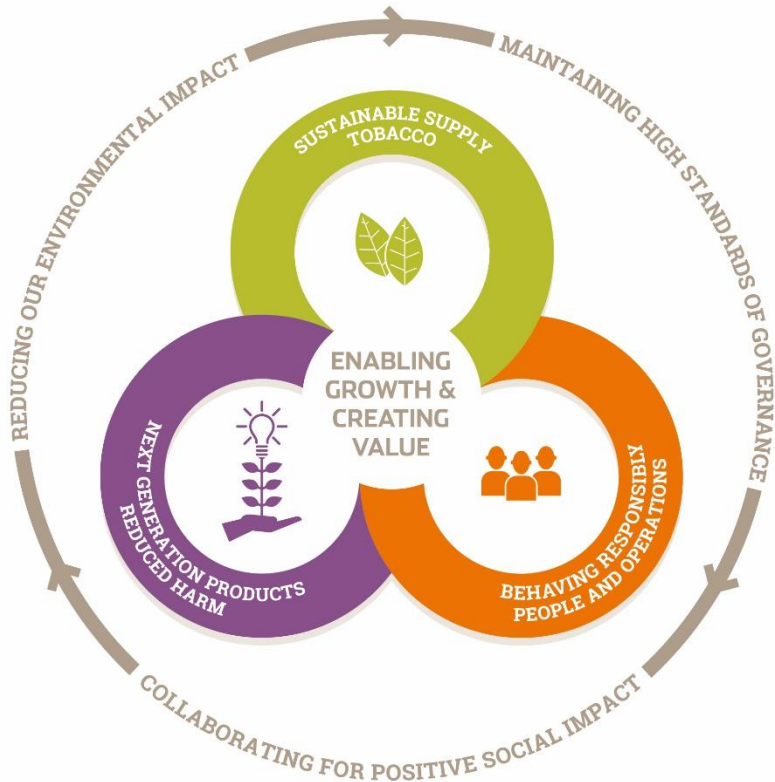 REDUCING OUR ENVIRONMENTAL IMPACT
MAINTAINING HIGH STANDARDS OF GOVERNANCE
COLLABORATING FOR POSITIVE SOCIAL IMPACT
SUSTAINABLE SUPPLY
TOBACCO
ENABLING
GROWTH &
CREATING
VALUE
NEXT GENERATION PRODUCTS
REDUCED HARM
BEHAVING RESPONSIBLY
PEOPLE AND OPERATIONS